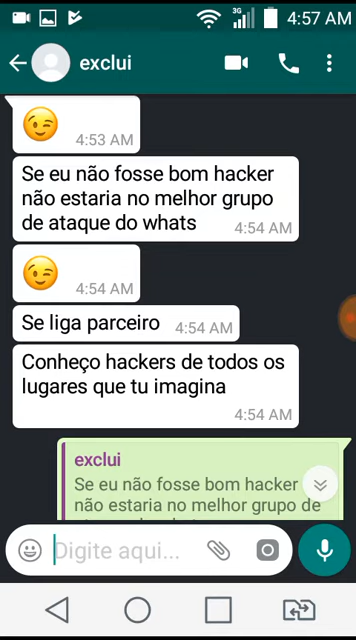 3G
4:57 AM
exclui
4:53 AM
Se eu não fosse bom hacker
não estaria no melhor grupo
de ataque do whats
4:54 AM
4:54 AM
Se liga parceiro
4:54 AM
Conheço hackers de todos os
lugares que tu imagina
4:54 AM
exclui
Se eu não fosse bom hacker
não estaria no melhor grupo de
Digite aqui...